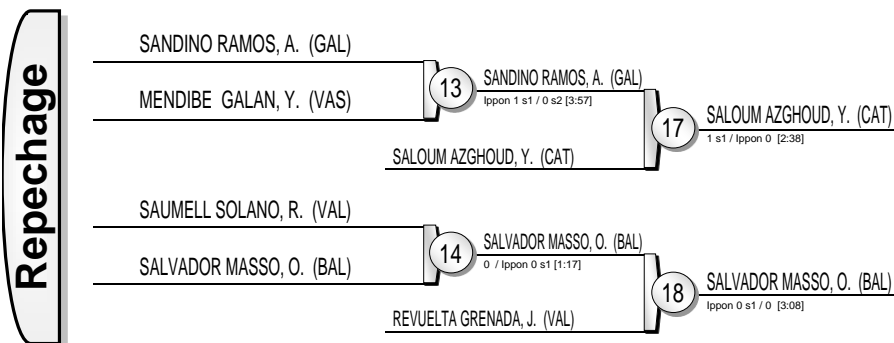 Repechage
SANDINO RAMOS, A. (GAL)
MENDIBE GALAN, Y. (VAS)
13
SANDINO RAMOS, A. (GAL)
Ippon 1 s1 / 0 s2 [3:57]
SALOUM AZGHOUD, Y. (CAT)
17
SALOUM AZGHOUD, Y. (CAT)
1 s1 / Ippon 0 [2:38]
SAUMELL SOLANO, R. (VAL)
SALVADOR MASSO, O. (BAL)
14
SALVADOR MASSO, O. (BAL)
0 / Ippon 0 s1 [1:17]
REVUELTA GRENADA, J. (VAL)
18
SALVADOR MASSO, O. (BAL)
Ippon 0 s1 / 0 [3:08]